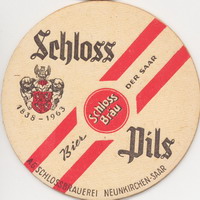 Schloss
DER SAAR
1838-1963
Schloss
Bräu
Bier
Pils
SCHLOSSBRAUEREI NEUNKIRCHEN-SAAR